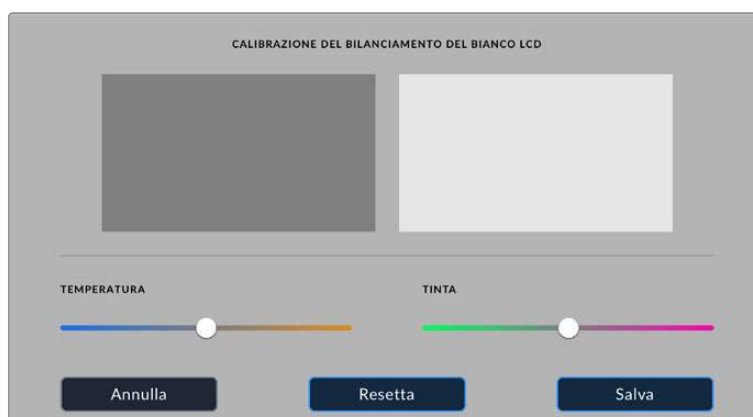 CALIBRAZIONE DEL BILANCIAMENTO DEL BIANCO LCD
TEMPERATURA
TINTA
Annulla
Resetta
Salva